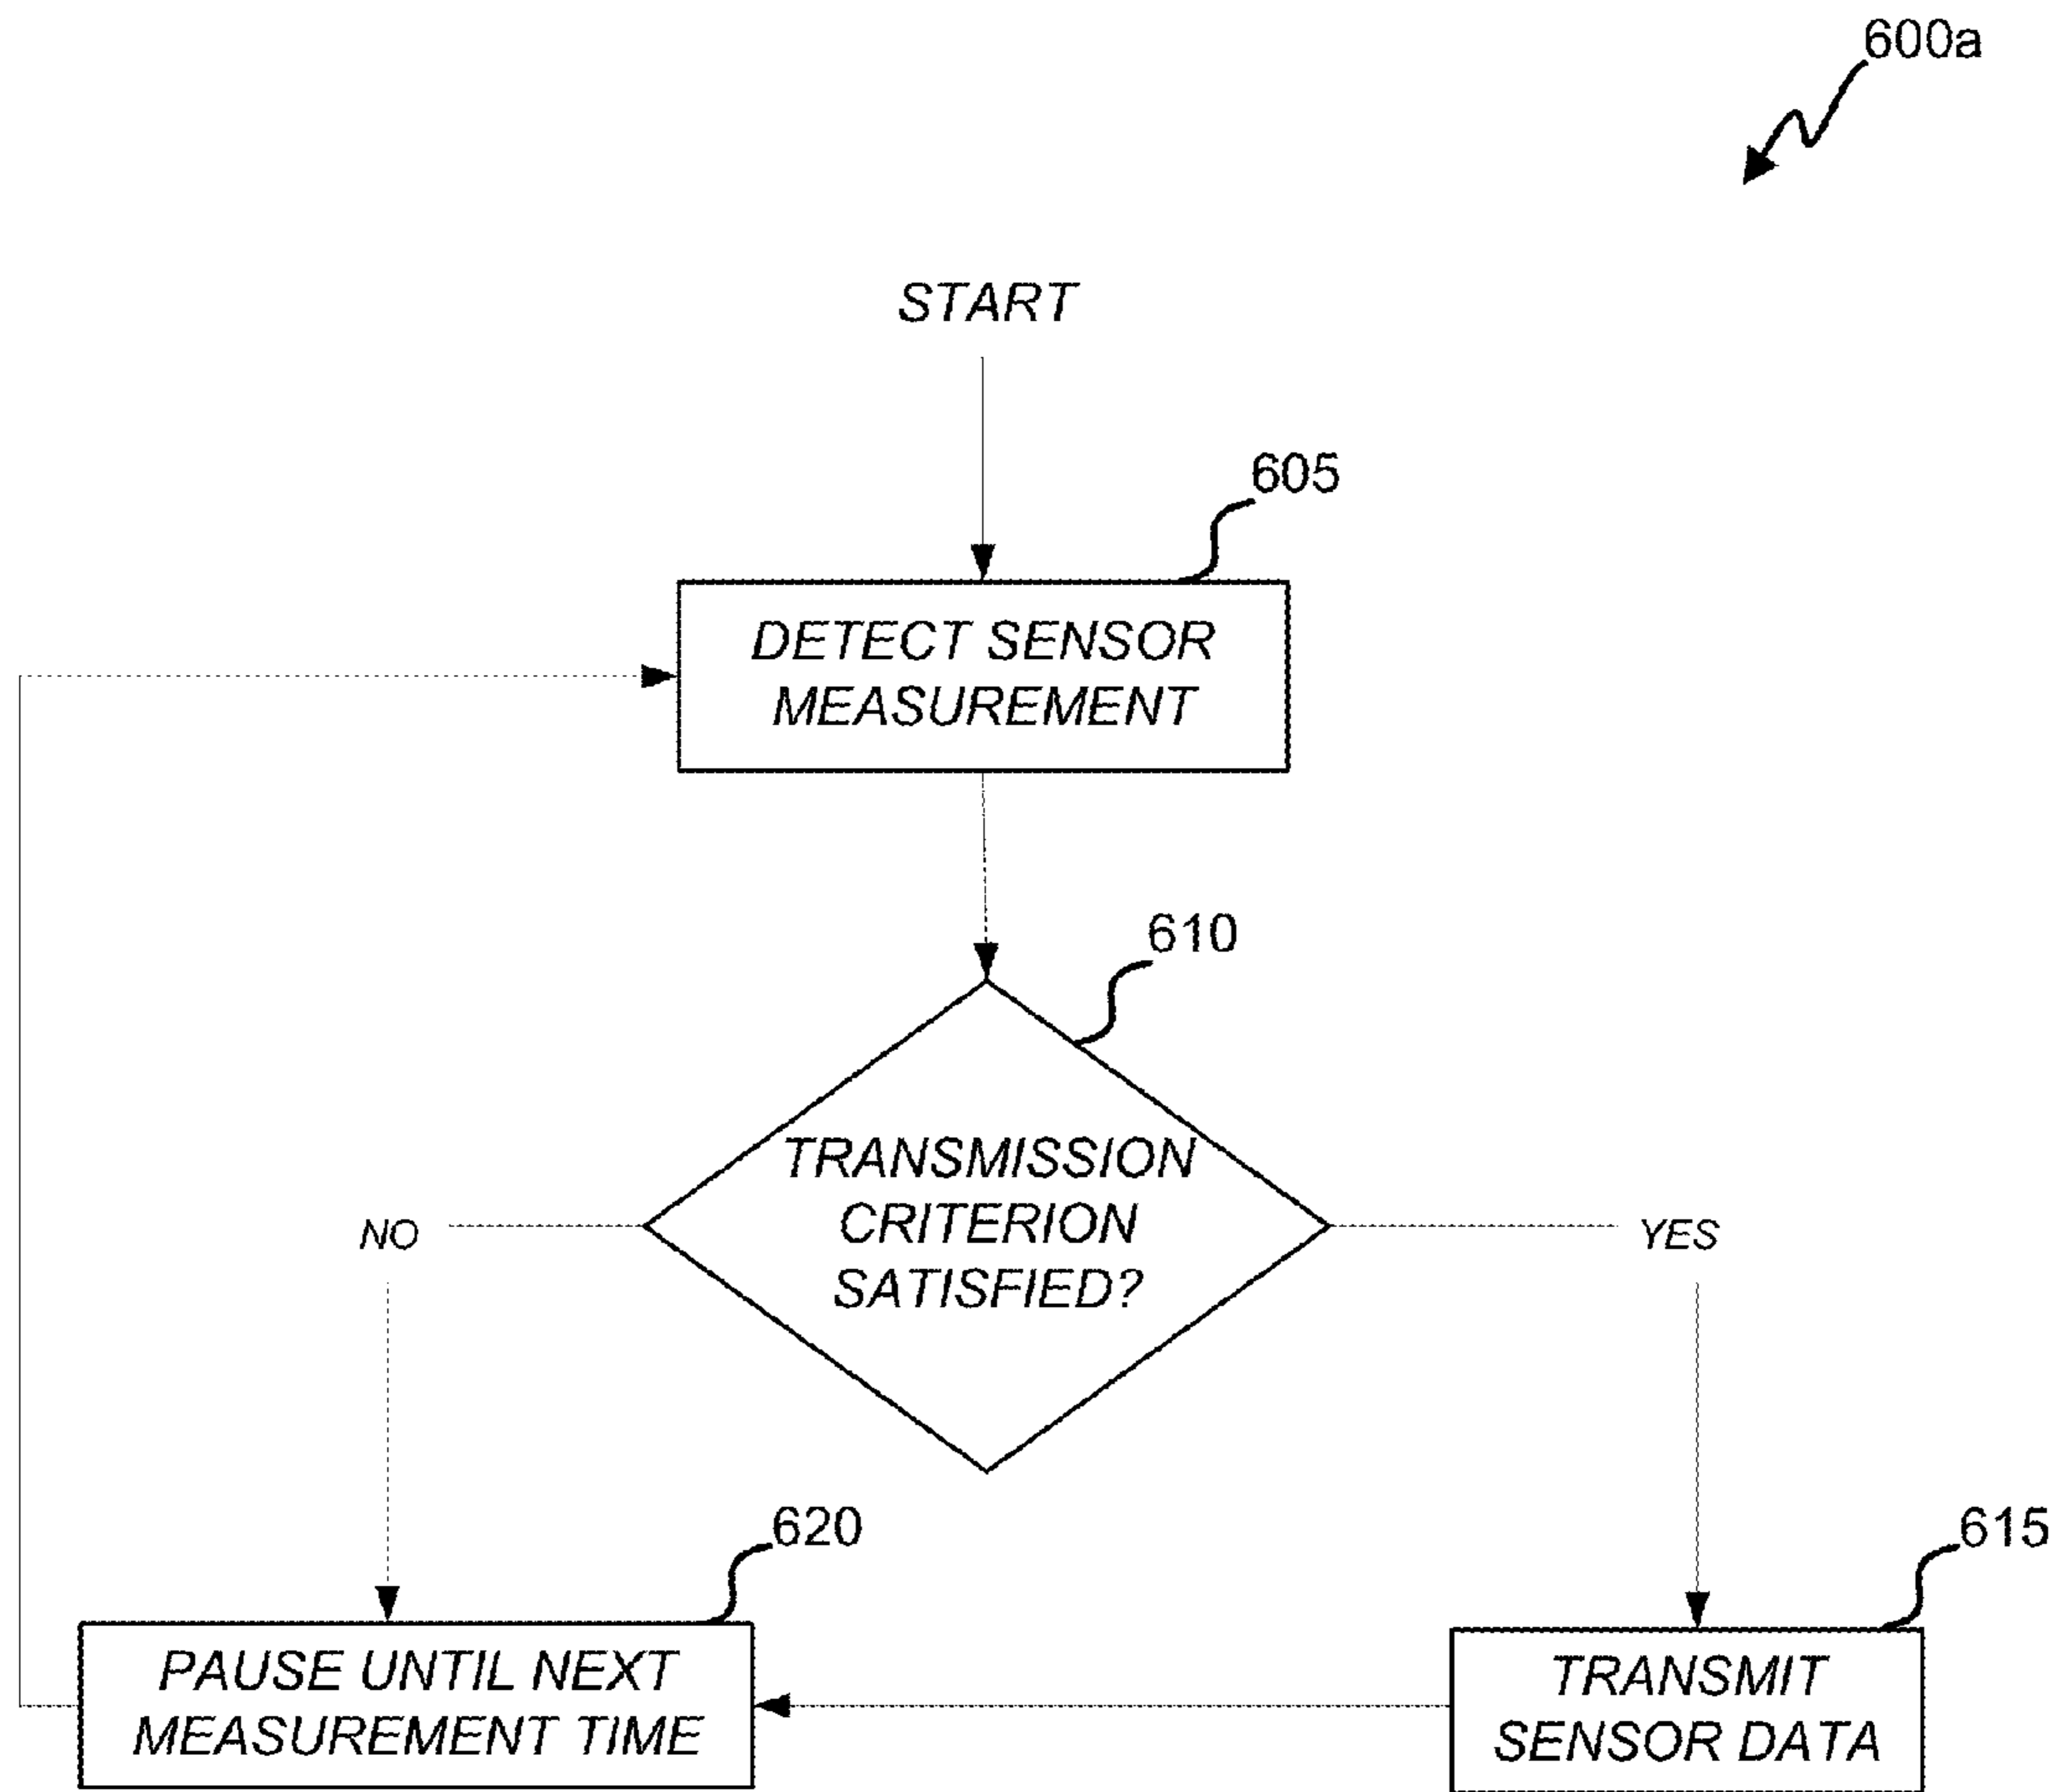 600a
START
605
DETECT SENSOR
MEASUREMENT
610
TRANSMISSION
CRITERION
SATISFIED?
NO
YES
620
615
PAUSE UNTIL NEXT
MEASUREMENT TIME
TRANSMIT
SENSOR DATA